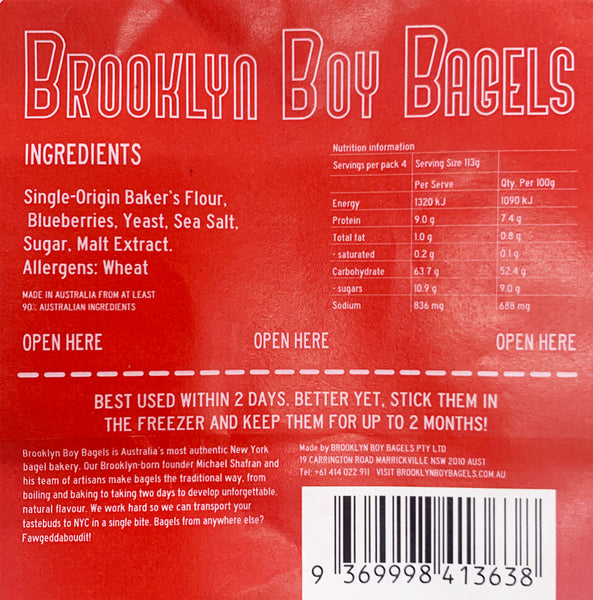 BROOKLYN BOY BAGELS
INGREDIENTS
Single-Origin Baker's Flour,
Blueberries, Yeast, Sea Salt,
Sugar, Malt Extract.
Allergens: Wheat
MADE IN AUSTRALIA FROM AT LEAST
90% AUSTRALIAN INGREDIENTS
Nutrition information
Servings per pack 4 Serving Size 113g
Per Serve Qty. Per 100g
Energy 1320 kJ 1090 kJ
Protein 9.0 g 7.4 g
Total fat 1.0 g 0.8 g
- saturated 0.2 g 0.1 g
Carbohydrate 63.7 g 52.4 g
- sugars 10.9 g 9.0 g
Sodium 836 mg 688 mg
OPEN HERE OPEN HERE OPEN HERE
BEST USED WITHIN 2 DAYS. BETTER YET, STICK THEM IN
THE FREEZER AND KEEP THEM FOR UP TO 2 MONTHS!
Brooklyn Boy Bagels is Australia's most authentic New York
bagel bakery. Our Brooklyn-born founder Michael Shafran and
his team of artisans make bagels the traditional way, from
boiling and baking to taking two days to develop unforgettable,
natural flavour. We work hard so we can transport your
tastebuds to NYC in a single bite. Bagels from anywhere else?
Fawgeddaboudit!
Made by BROOKLYN BOY BAGELS PTY LTD
19 CARRINGTON ROAD MARRICKVILLE NSW 2010 AUST
Tel: +61 414 022 911 VISIT BROOKLYNBOYBAGELS.COM.AU
9 369998 413638